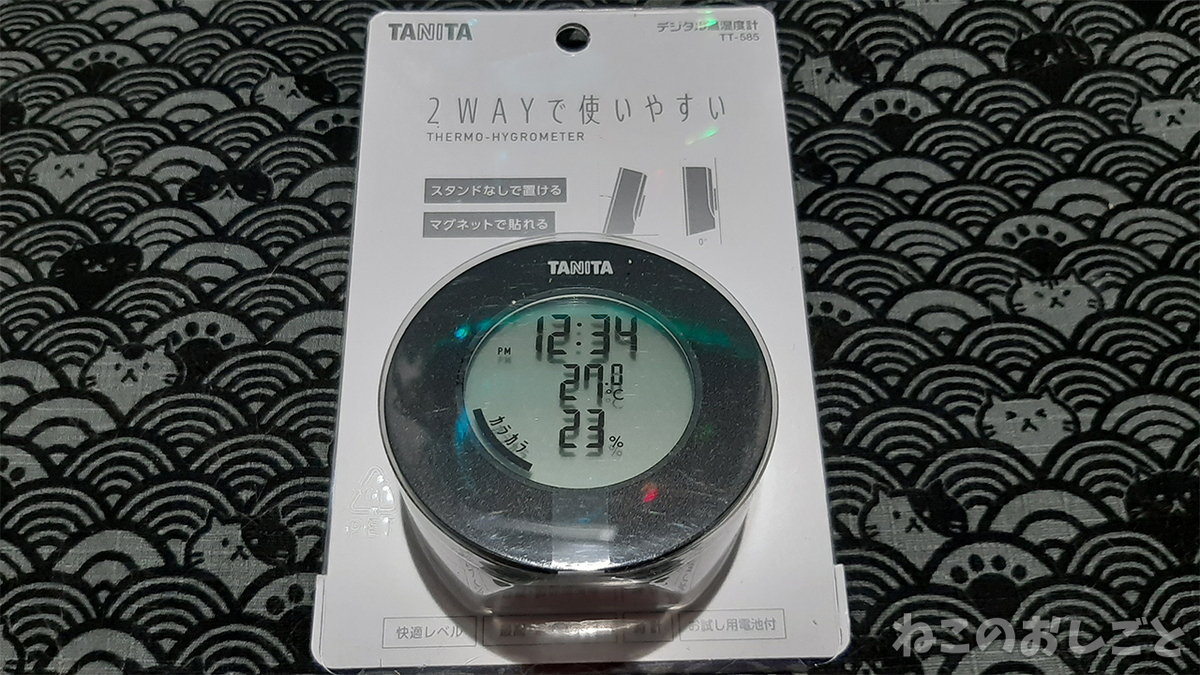 TANITA
デジタル温湿度計
TT-585
2WAYで使いやすい
THERMO-HYGROMETER
スタンドなしで置ける
マグネットで貼れる
0°
TANITA
PM 12:34
27.0 °C
23 %
カラカラ
快適レベル
時計
お試し用電池付
ねこのおしごと